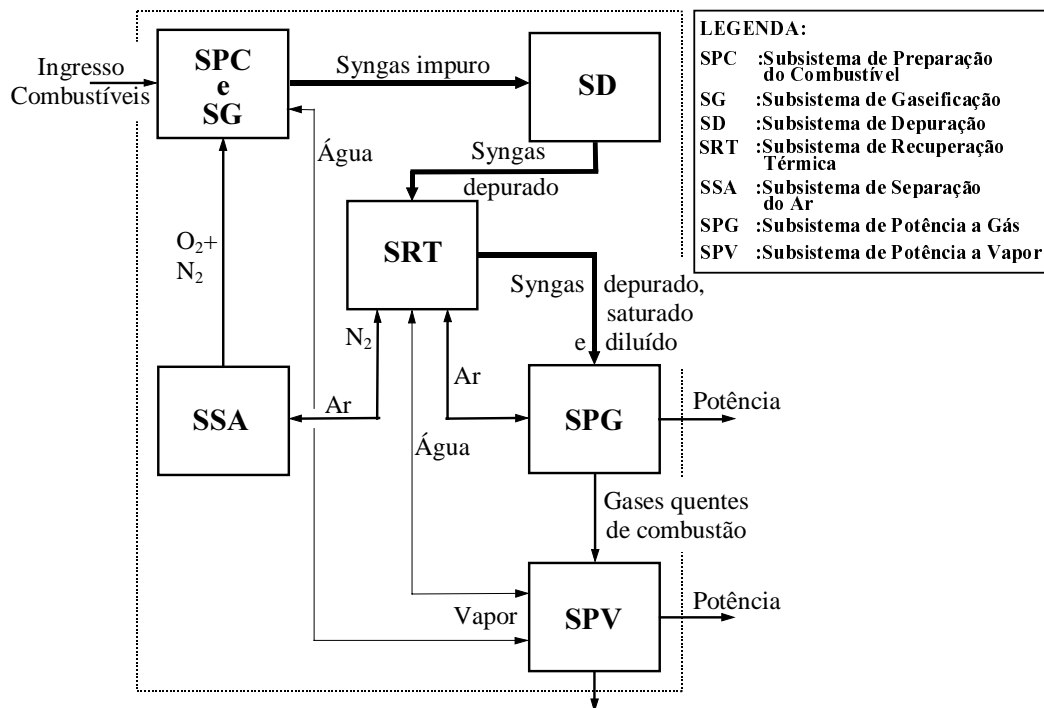 Ingresso
Combustíveis
SPC
e
SG
Syngas impuro
SD
Água
Syngas
depurado
O2+
N2
SRT
Syngas depurado,
saturado
e diluído
N2
Ar
SSA
Ar
Água
SPG
Potência
Gases quentes
de combustão
Vapor
SPV
Potência
LEGENDA:
SPC :Subsistema de Preparação
do Combustível
SG :Subsistema de Gaseificação
SD :Subsistema de Depuração
SRT :Subsistema de Recuperação
Térmica
SSA :Subsistema de Separação
do Ar
SPG :Subsistema de Potência a Gás
SPV :Subsistema de Potência a Vapor